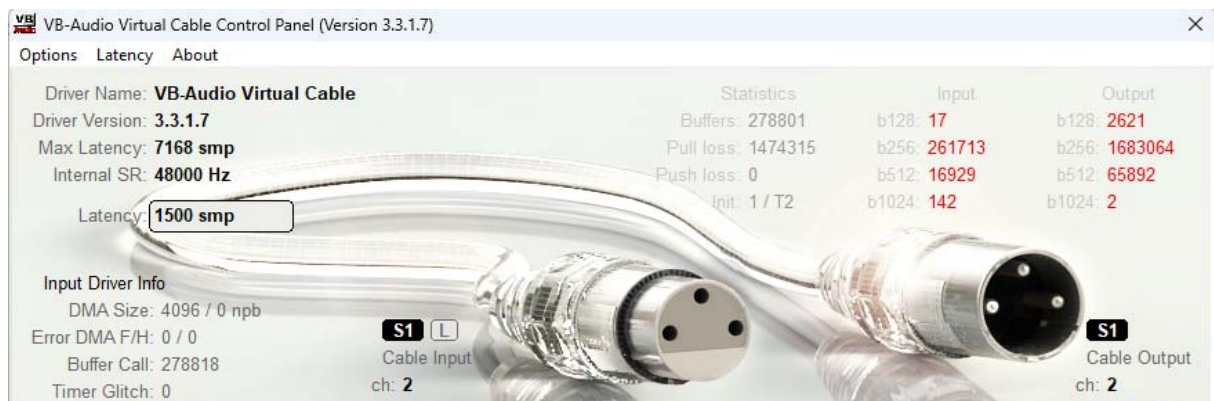 VB-Audio Virtual Cable Control Panel (Version 3.3.1.7)
Options Latency About
Driver Name: VB-Audio Virtual Cable
Driver Version: 3.3.1.7
Max Latency: 7168 smp
Internal SR: 48000 Hz
Latency: 1500 smp
Statistics
Buffers: 278801
Pull loss: 1474315
Push loss: 0
Init: 1 / T2
Input
b128: 17
b256: 261713
b512: 16929
b1024: 142
Output
b128: 2621
b256: 1683064
b512: 65892
b1024: 2
Input Driver Info
DMA Size: 4096 / 0 npb
Error DMA F/H: 0 / 0
Buffer Call: 278818
Timer Glitch: 0
S1 L
Cable Input
ch: 2
S1
Cable Output
ch: 2